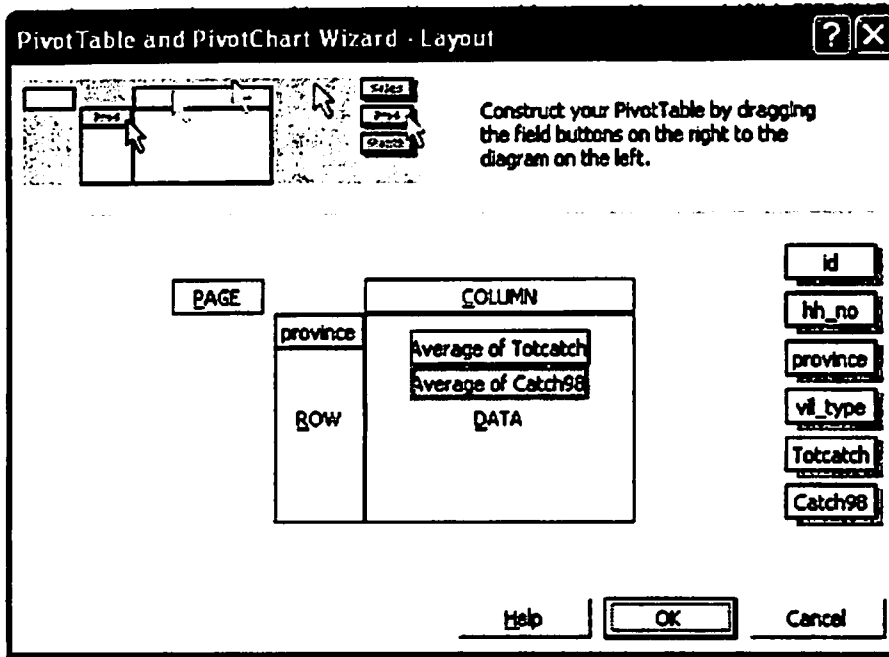 PivotTable and PivotChart Wizard - Layout
? X
Sales
Prod
Prod
Construct your PivotTable by dragging
the field buttons on the right to the
diagram on the left.
PAGE
COLUMN
province
Average of Totcatch
Average of Catch98
ROW
DATA
id
hh_no
province
vil_type
Totcatch
Catch98
Help
OK
Cancel